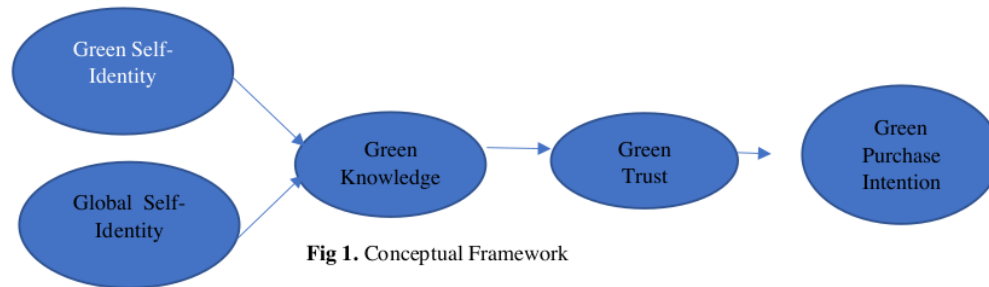 Green Self-
Identity
Global Self-
Identity
Green
Knowledge
Green
Trust
Green
Purchase
Intention
Fig 1. Conceptual Framework